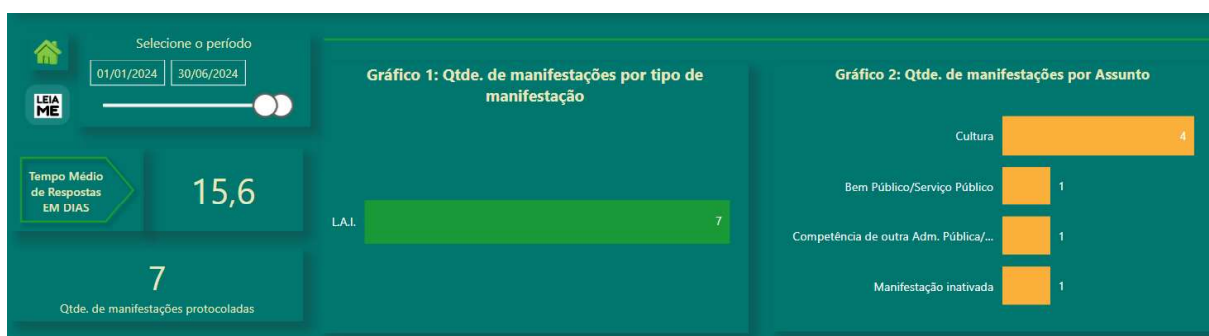 Selecione o período
01/01/2024 30/06/2024
LEIA
ME
Tempo Médio
de Respostas
EM DIAS
15,6
7
Qtde. de manifestações protocoladas
Gráfico 1: Qtde. de manifestações por tipo de
manifestação
L.A.I. 7
Gráfico 2: Qtde. de manifestações por Assunto
Cultura 4
Bem Público/Serviço Público 1
Competência de outra Adm. Pública/... 1
Manifestação inativada 1